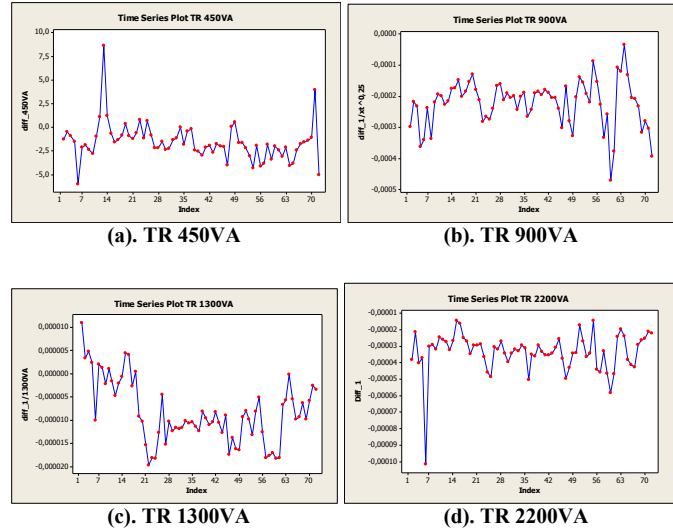 Time Series Plot TR 450VA
10,0
7,5
5,0
2,5
0,0
-2,5
-5,0
diff_450VA
1 7 14 21 28 35 42 49 56 63 70
Index
(a). TR 450VA
Time Series Plot TR 900VA
0,0000
-0,0001
-0,0002
-0,0003
-0,0004
-0,0005
diff_1/xt ^0,25
1 7 14 21 28 35 42 49 56 63 70
Index
(b). TR 900VA
Time Series Plot TR 1300VA
0,000010
0,000005
0,000000
-0,000005
-0,000010
-0,000015
-0,000020
diff_1/1300VA
1 7 14 21 28 35 42 49 56 63 70
Index
(c). TR 1300VA
Time Series Plot TR 2200VA
-0,00001
-0,00002
-0,00003
-0,00004
-0,00005
-0,00006
-0,00007
-0,00008
-0,00009
-0,00010
Diff_1
1 7 14 21 28 35 42 49 56 63 70
Index
(d). TR 2200VA